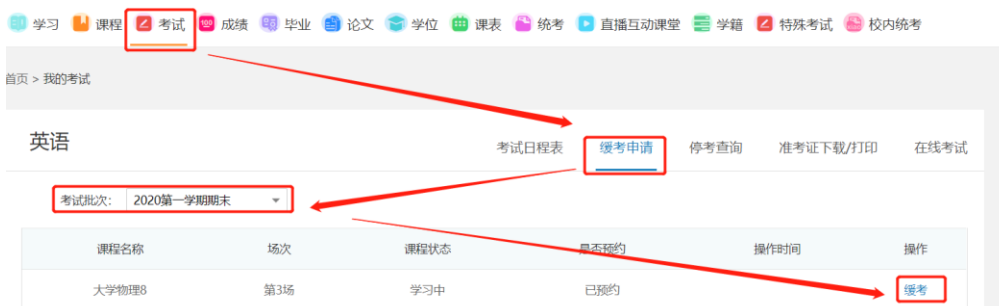 学习 课程 考试 成绩 毕业 论文 学位 课表 统考 直播互动课堂 学籍 特殊考试 校内统考
首页 > 我的考试
英语 考试日程表 缓考申请 停考查询 准考证下载/打印 在线考试
考试批次: 2020第一学期期末
课程名称 场次 课程状态 是否预约 操作时间 操作
大学物理8 第3场 学习中 已预约 缓考